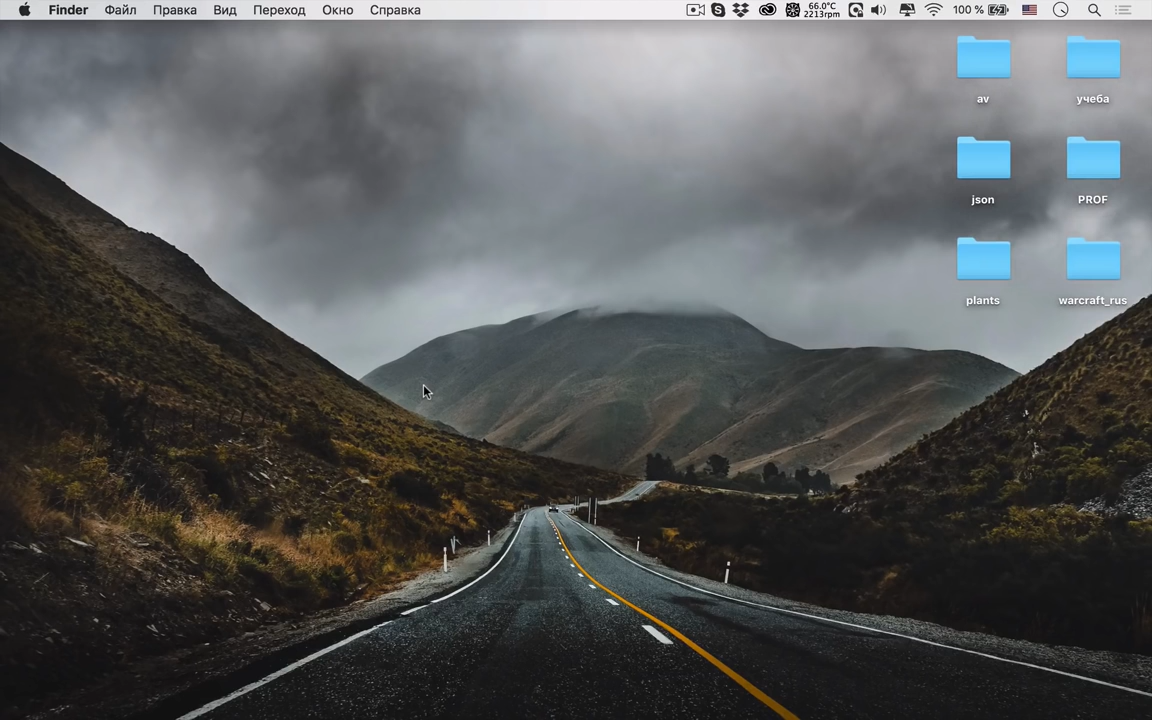 Finder Файл Правка Вид Переход Окно Справка 66.0°C 2213rpm 100 %
av учеба
json PROF
plants warcraft_rus